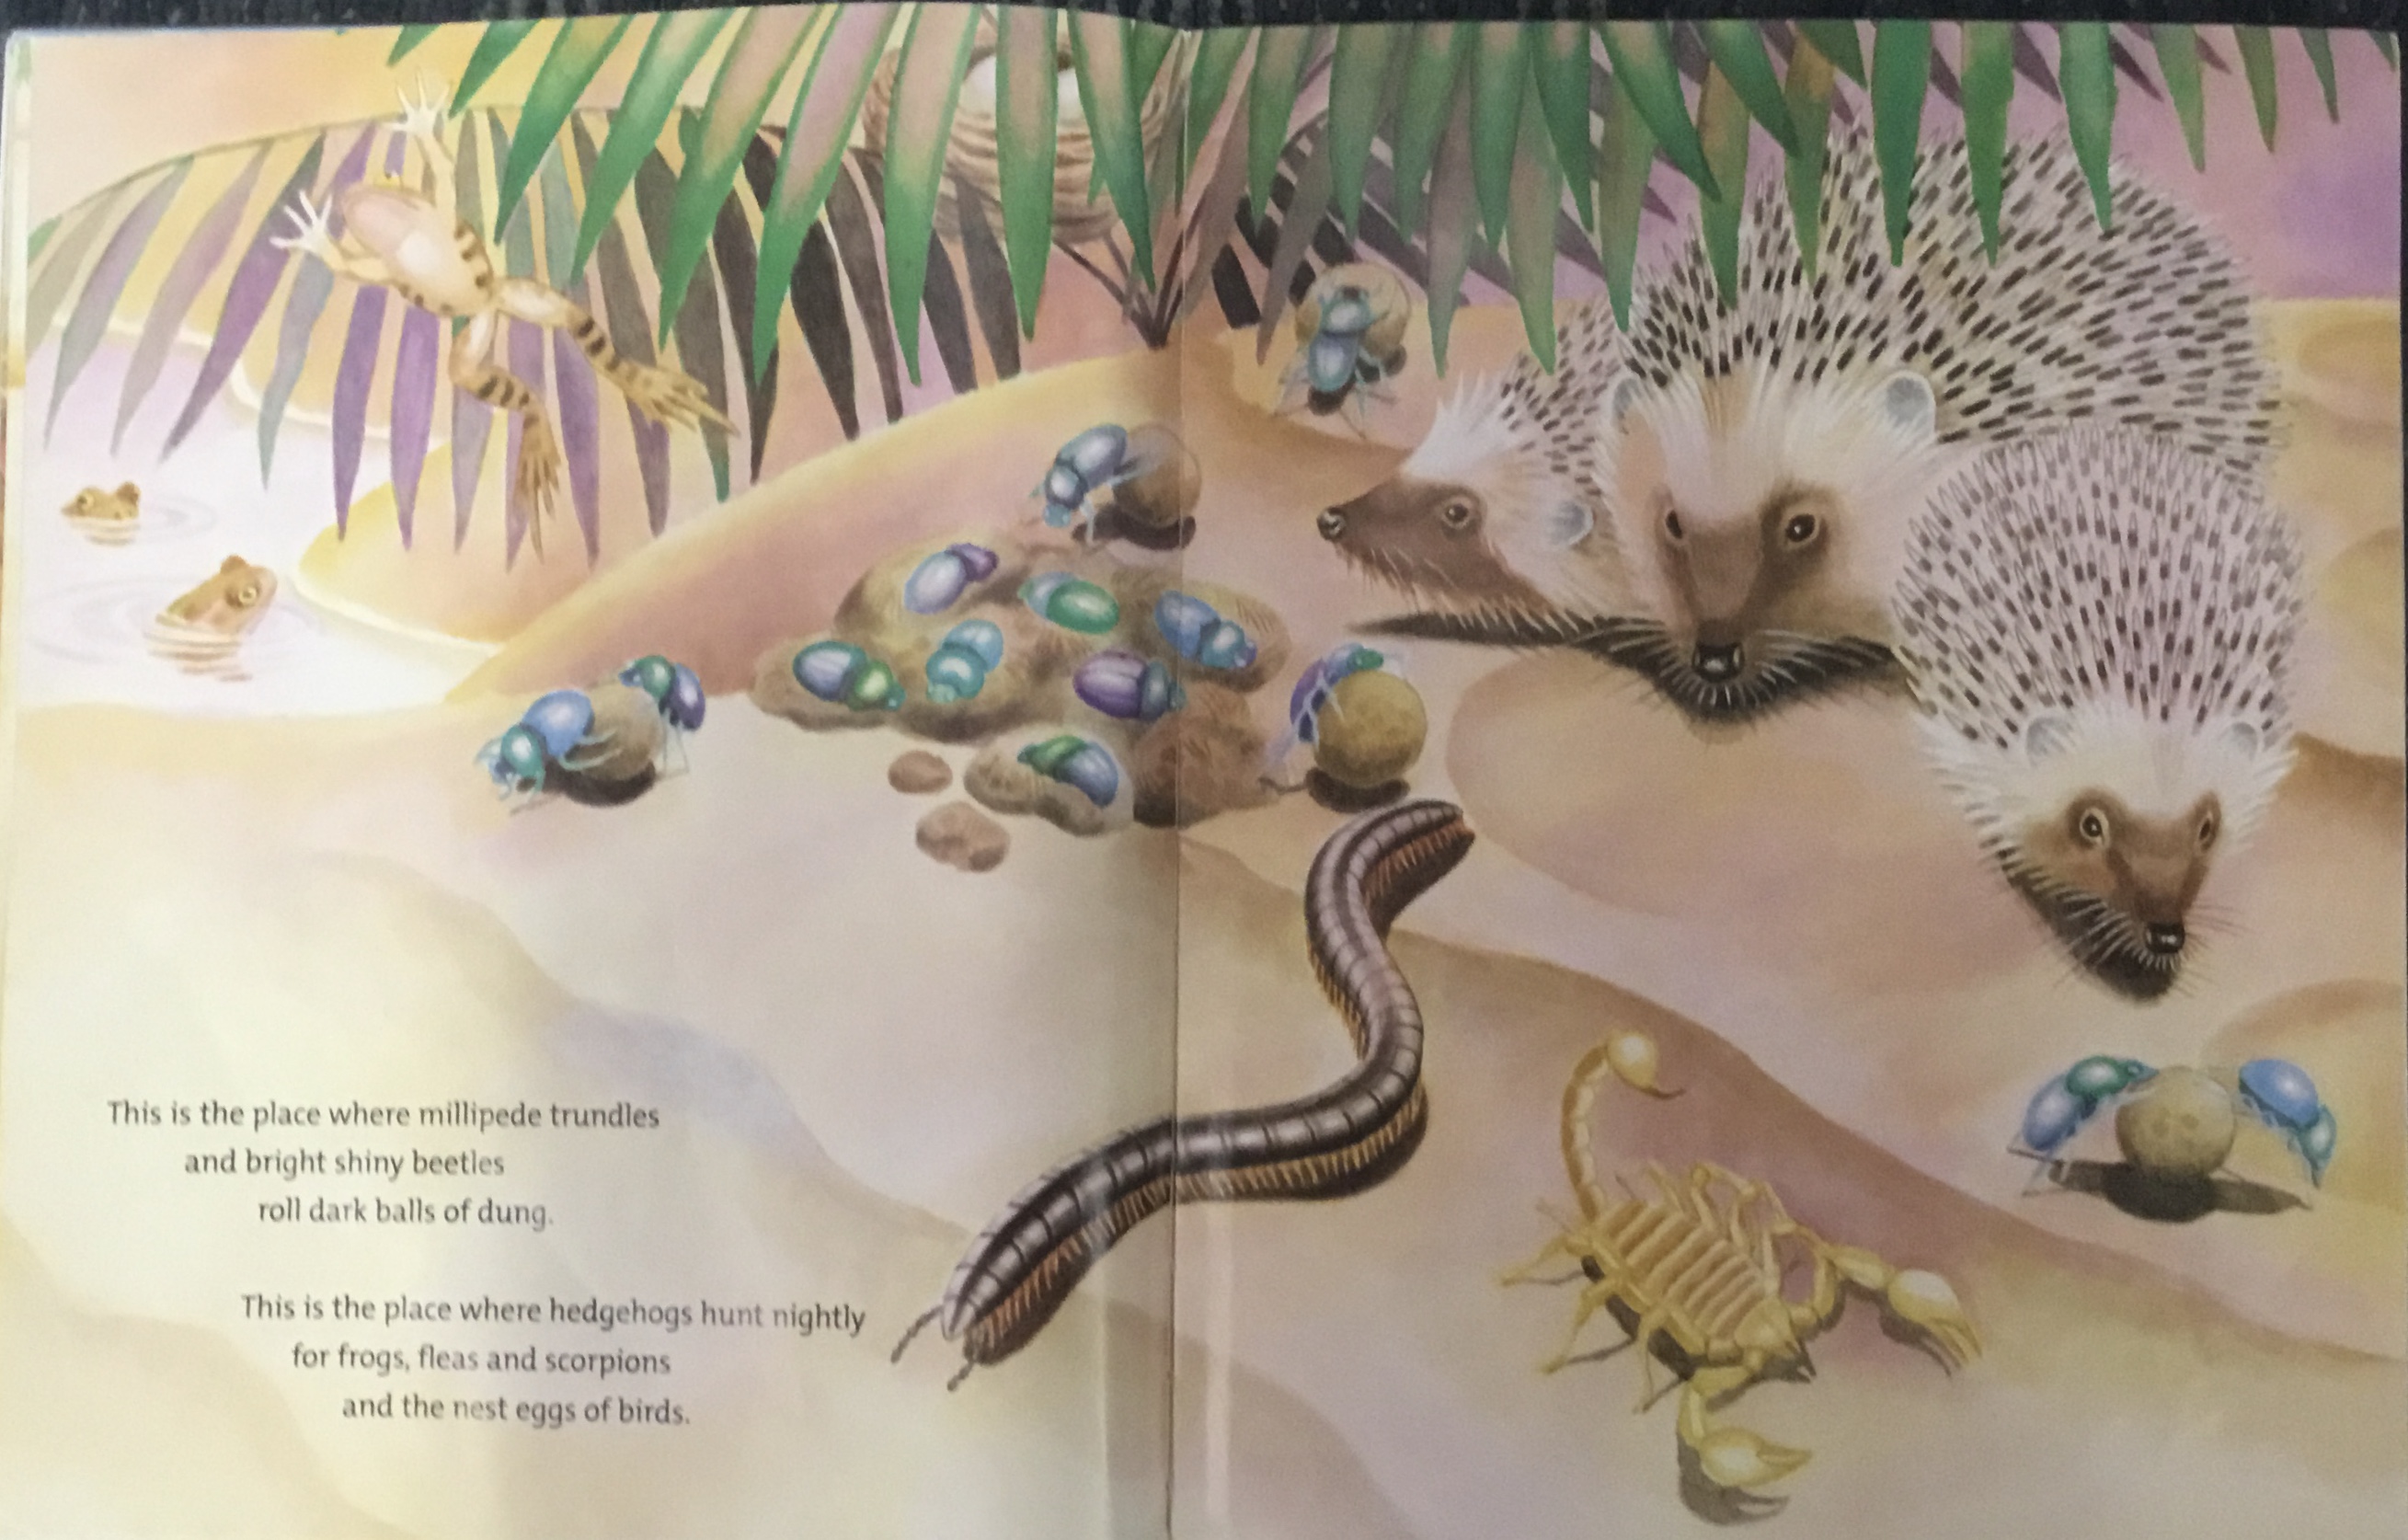 This is the place where millipede trundles
and bright shiny beetles
roll dark balls of dung.
This is the place where hedgehogs hunt nightly
for frogs, fleas and scorpions
and the nest eggs of birds.